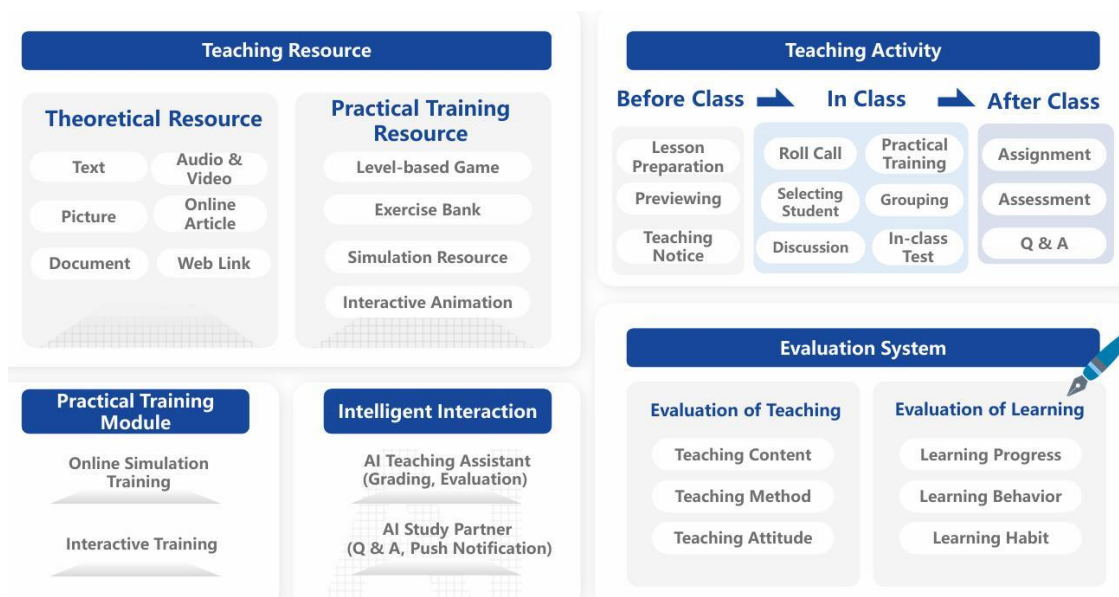 Teaching Resource
Theoretical Resource
Text
Audio &
Video
Picture
Online
Article
Document
Web Link
Practical Training
Resource
Level-based Game
Exercise Bank
Simulation Resource
Interactive Animation
Teaching Activity
Before Class
In Class
After Class
Lesson
Preparation
Previewing
Teaching
Notice
Roll Call
Practical
Training
Selecting
Student
Grouping
Discussion
In-class
Test
Assignment
Assessment
Q & A
Practical Training
Module
Online Simulation
Training
Interactive Training
Intelligent Interaction
AI Teaching Assistant
(Grading, Evaluation)
AI Study Partner
(Q & A, Push Notification)
Evaluation System
Evaluation of Teaching
Teaching Content
Teaching Method
Teaching Attitude
Evaluation of Learning
Learning Progress
Learning Behavior
Learning Habit